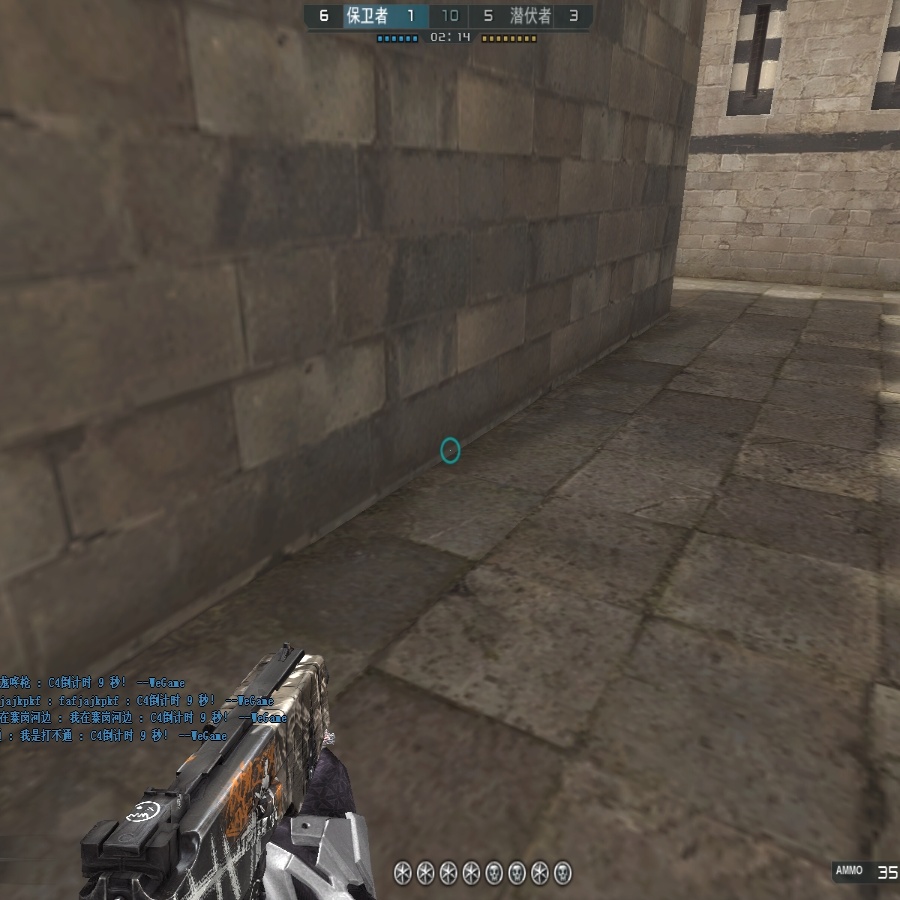 6 保卫者 1 10 5 潜伏者 3
02:14
咚枪 : C4倒计时 9 秒! --WeGame
jajkpkf : fafjajkpkf : C4倒计时 9 秒! --WeGame
在寨岗河边 : 我在寨岗河边 : C4倒计时 9 秒! --WeGame
: 我是打不通 : C4倒计时 9 秒! --WeGame
AMMO 35